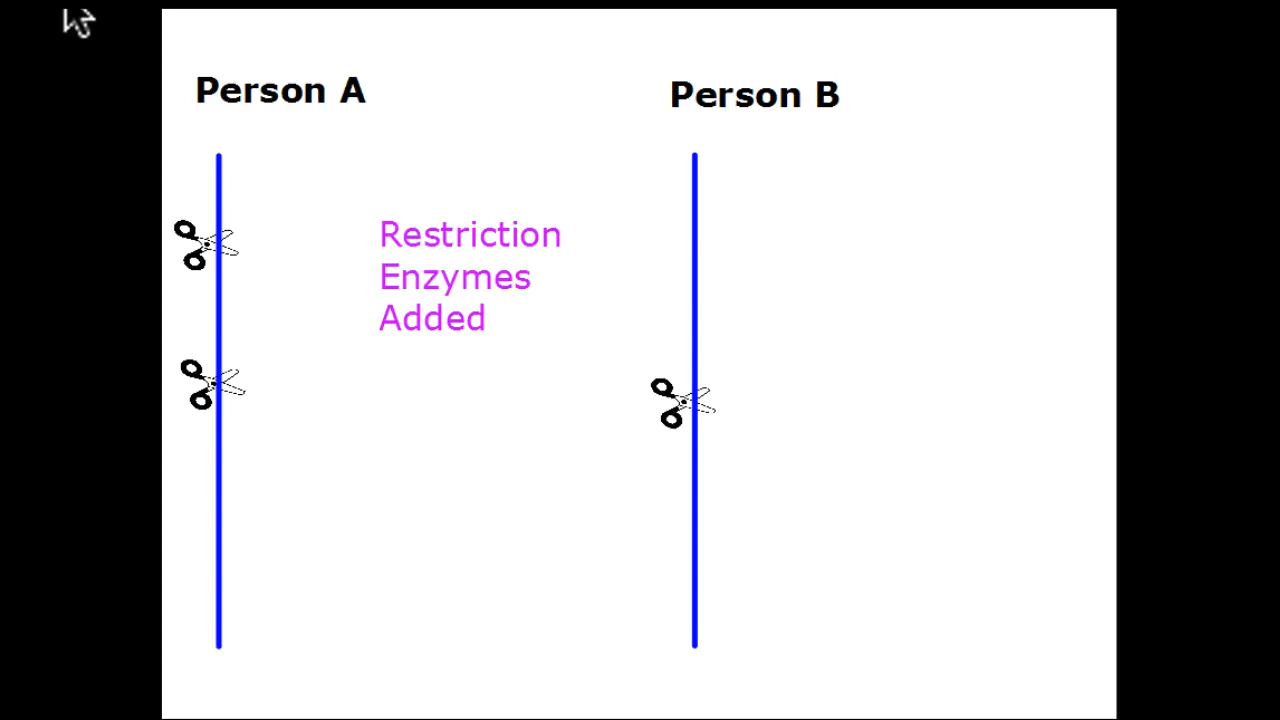 Person A
Person B
Restriction
Enzymes
Added